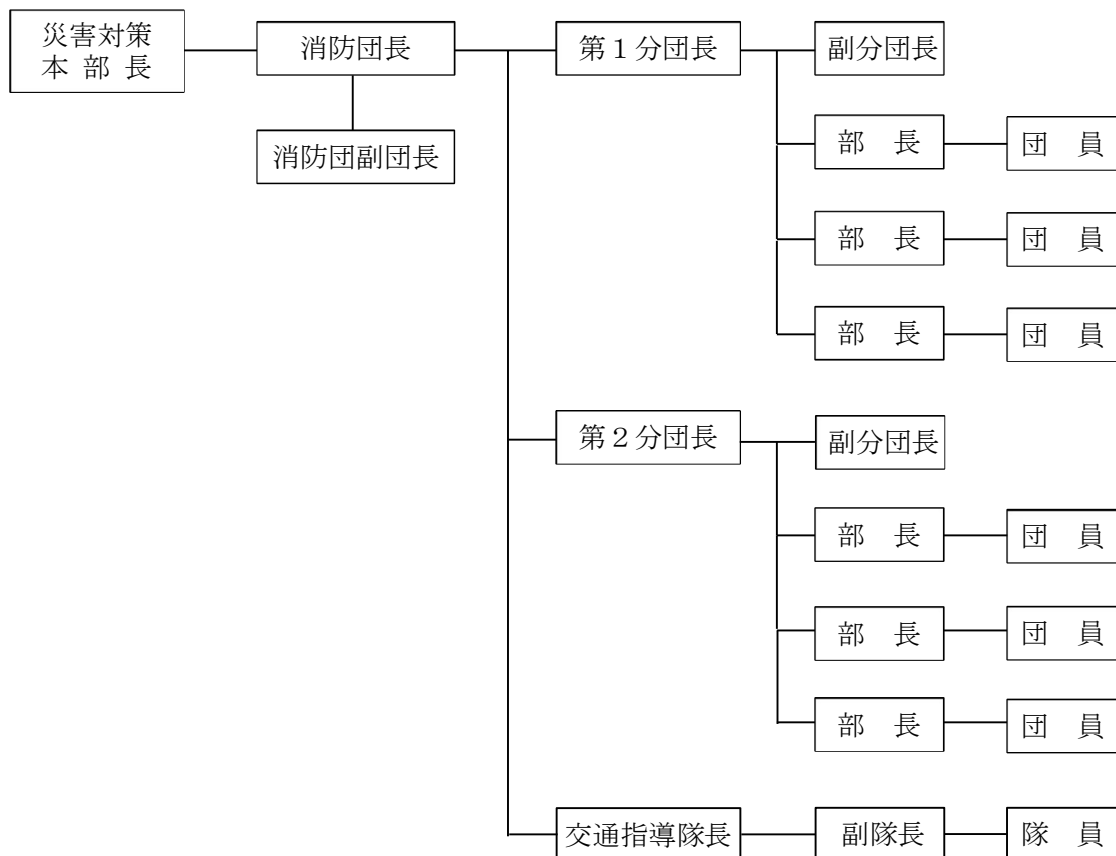 災害対策
本 部 長
消防団長
第１分団長
副分団長
消防団副団長
部　長
団　員
部　長
団　員
部　長
団　員
第２分団長
副分団長
部　長
団　員
部　長
団　員
部　長
団　員
交通指導隊長
副隊長
隊　員